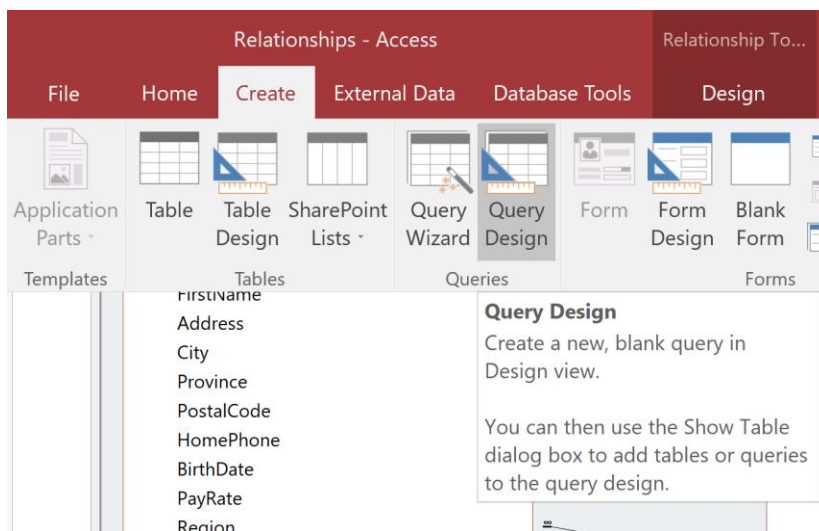 Relationships - Access
Relationship To...
File Home Create External Data Database Tools Design
Application Parts
Table
Table Design
SharePoint Lists
Query Wizard
Query Design
Form
Form Design
Blank Form
Templates Tables Queries Forms
FirstName
Address
City
Province
PostalCode
HomePhone
BirthDate
PayRate
Region
Query Design
Create a new, blank query in
Design view.
You can then use the Show Table
dialog box to add tables or queries
to the query design.